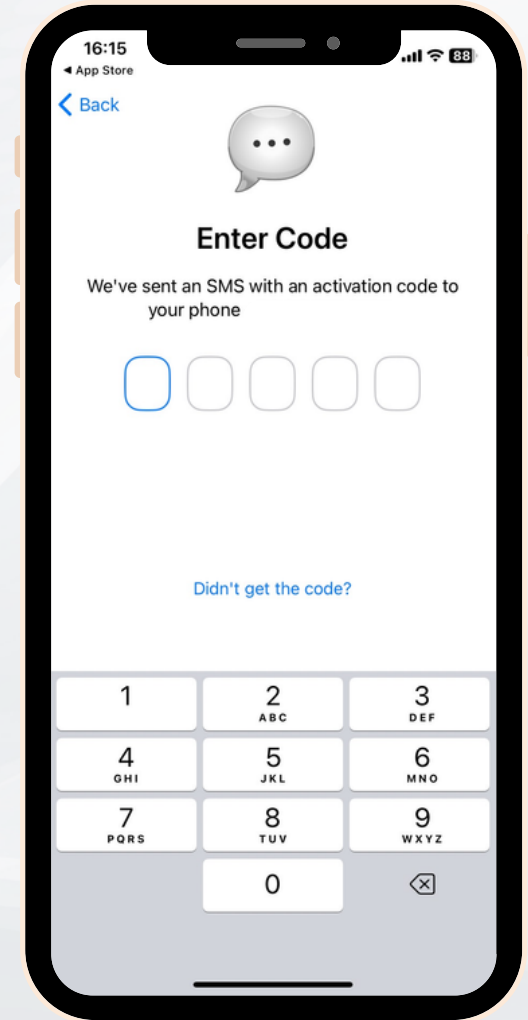 16:15
88
◀ App Store
Back
Enter Code
We've sent an SMS with an activation code to
your phone
Didn't get the code?
1
2
ABC
3
DEF
4
GHI
5
JKL
6
MNO
7
PQRS
8
TUV
9
WXYZ
0